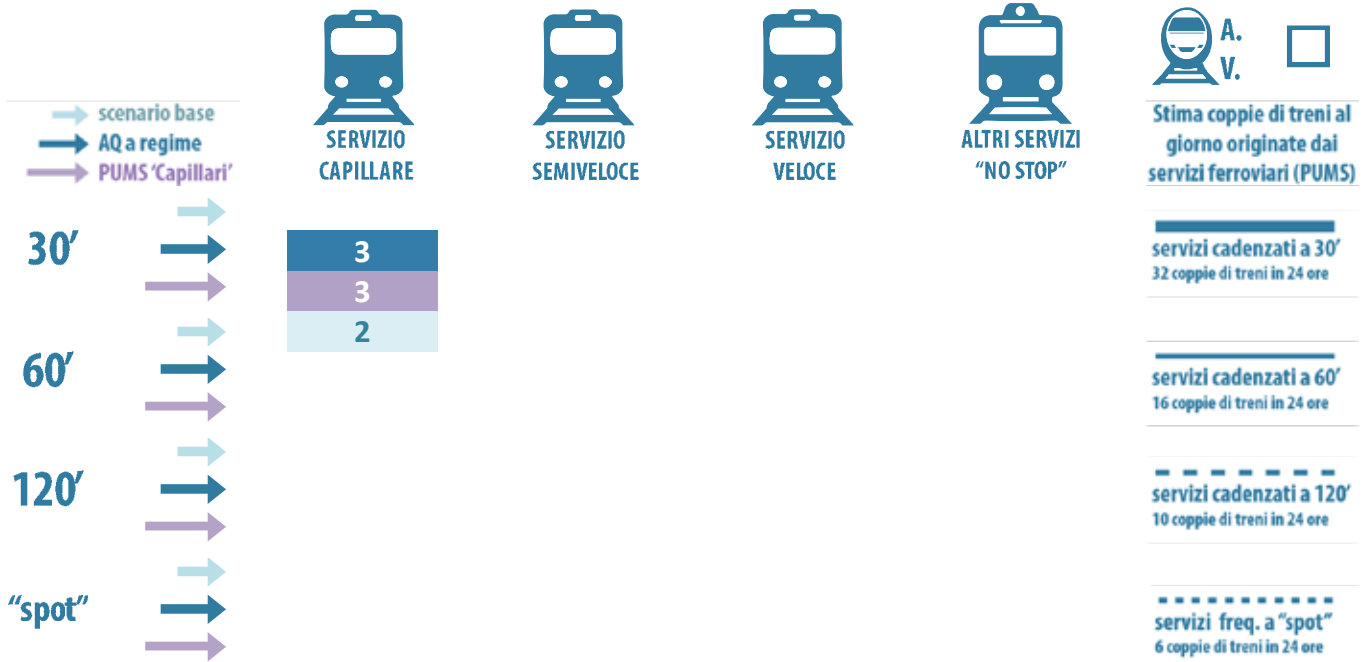 A.
V.
scenario base
AQ a regime
PUMS ‘Capillari’
SERVIZIO
CAPILLARE
SERVIZIO
SEMIVELOCE
SERVIZIO
VELOCE
ALTRI SERVIZI
“NO STOP”
Stima coppie di treni al
giorno originate dai
servizi ferroviari (PUMS)
30’
3
3
2
servizi cadenzati a 30’
32 coppie di treni in 24 ore
60’
servizi cadenzati a 60’
16 coppie di treni in 24 ore
120’
servizi cadenzati a 120’
10 coppie di treni in 24 ore
“spot”
servizi freq. a “spot”
6 coppie di treni in 24 ore